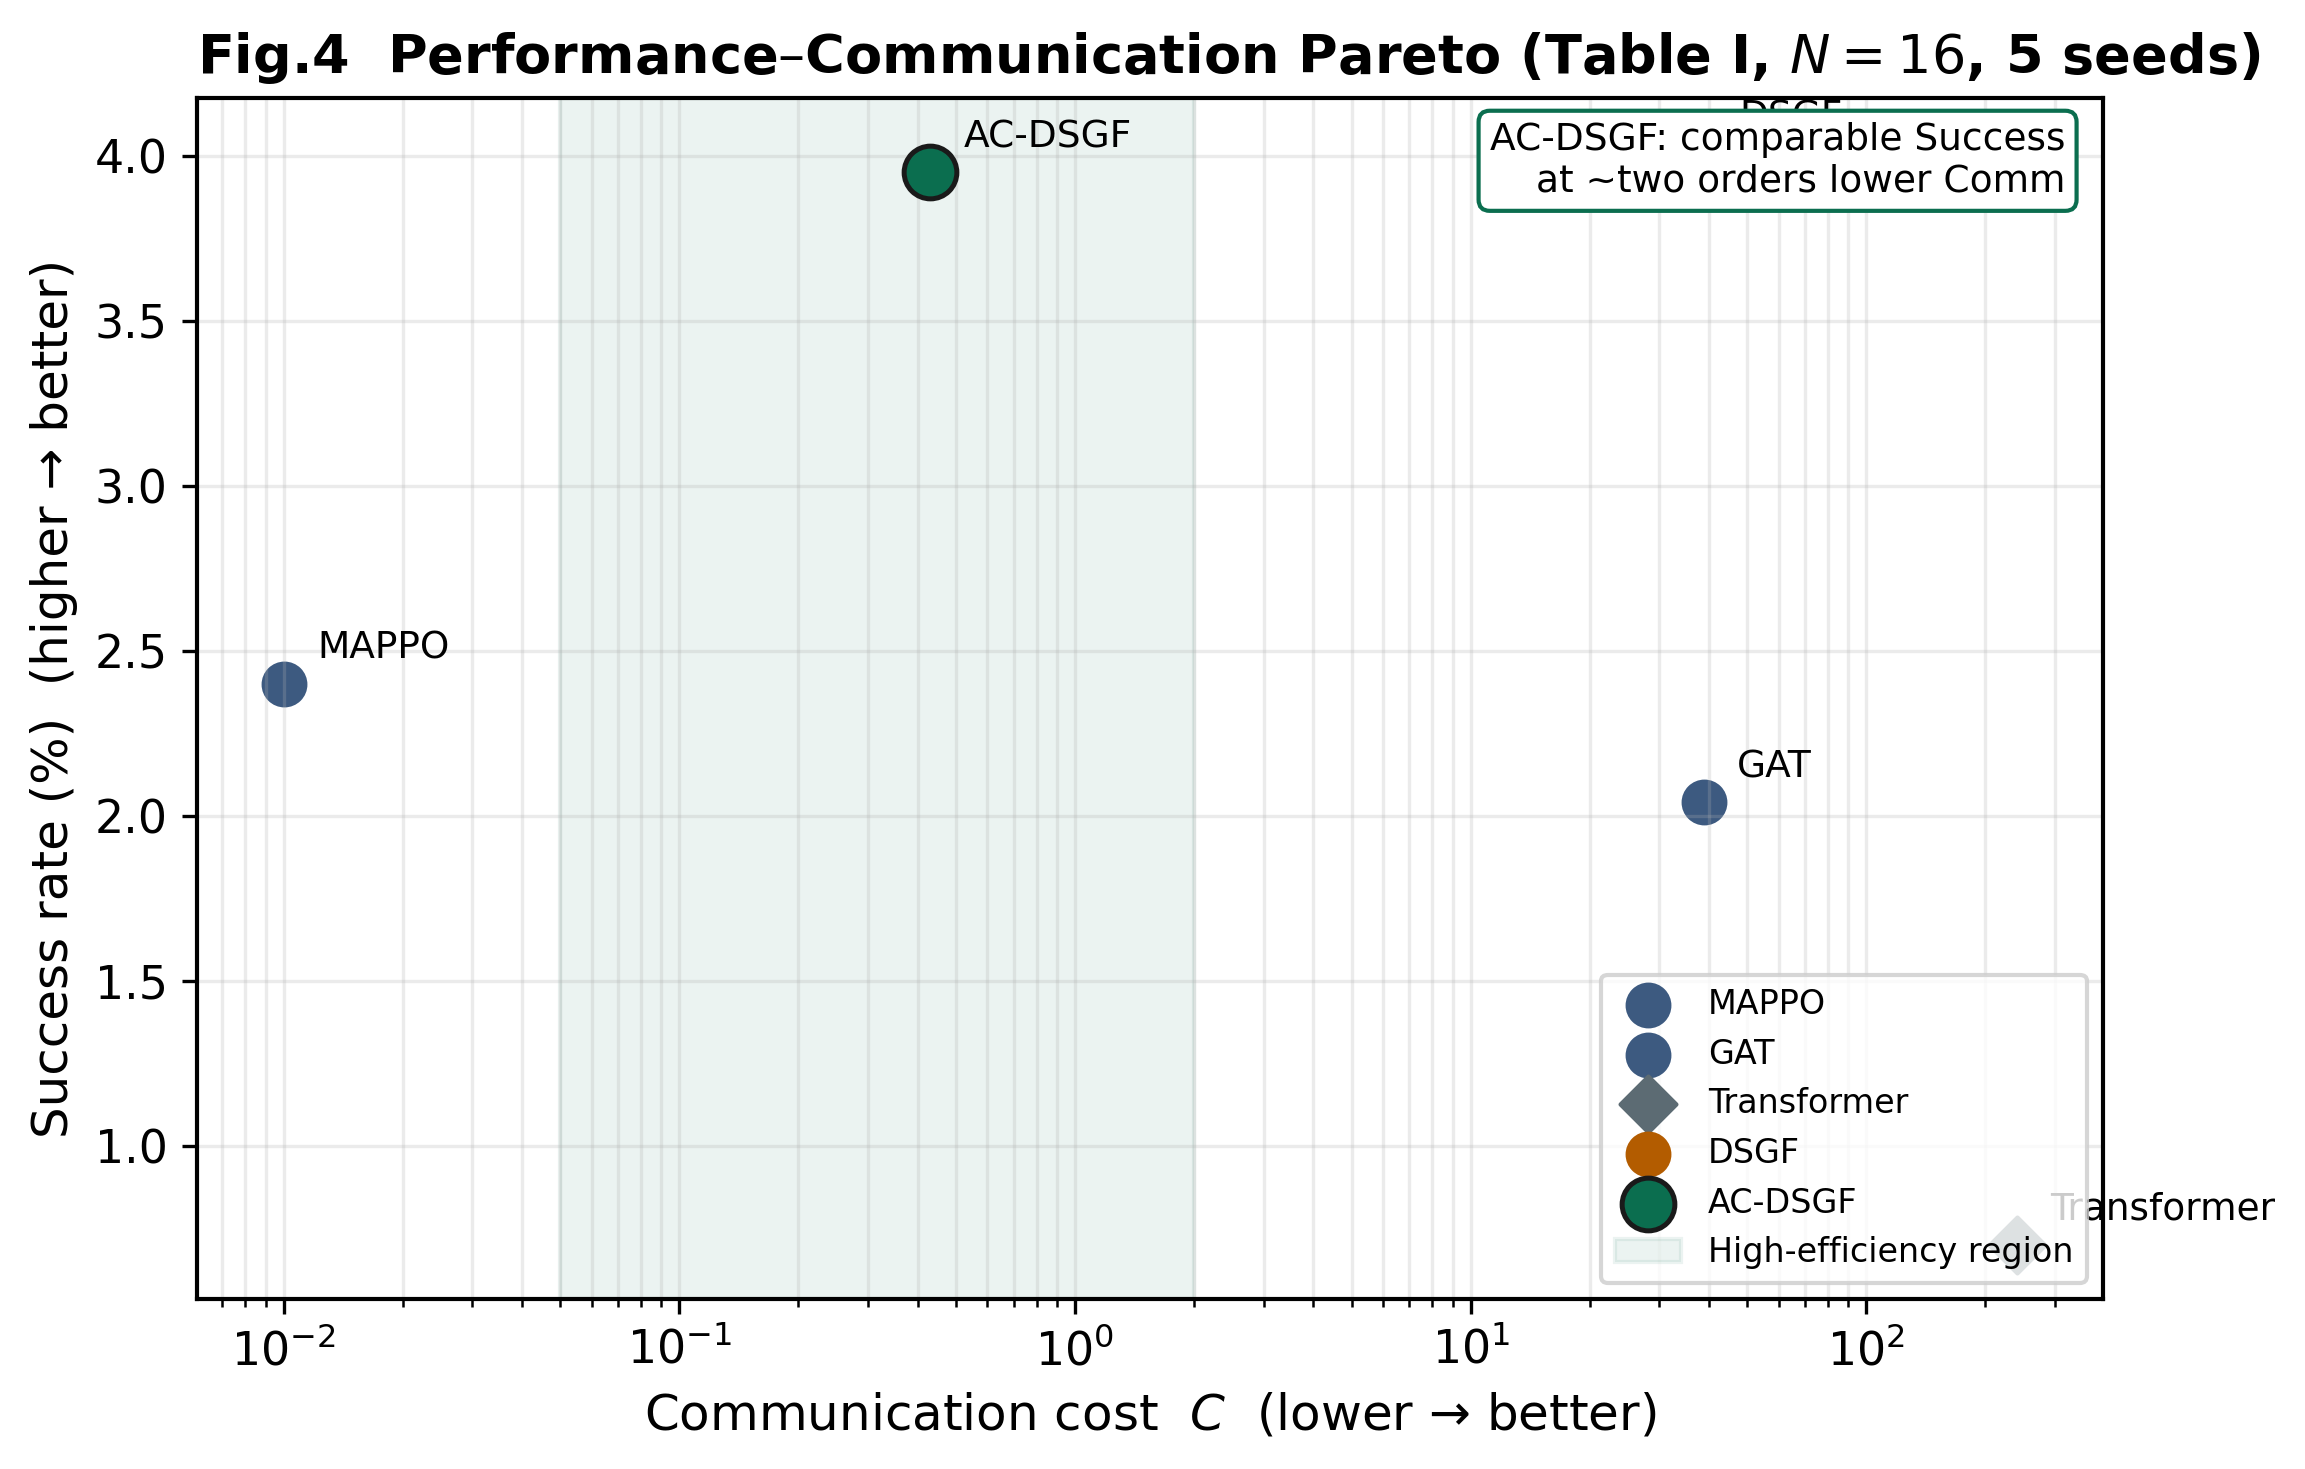 Fig.4 Performance–Communication Pareto (Table I, N = 16, 5 seeds)
Success rate (%) (higher → better)
4.0
3.5
3.0
2.5
2.0
1.5
1.0
DSGF
AC-DSGF: comparable Success
at ~two orders lower Comm
AC-DSGF
MAPPO
GAT
Transformer
MAPPO
GAT
Transformer
DSGF
AC-DSGF
High-efficiency region
10⁻²
10⁻¹
10⁰
10¹
10²
Communication cost C (lower → better)